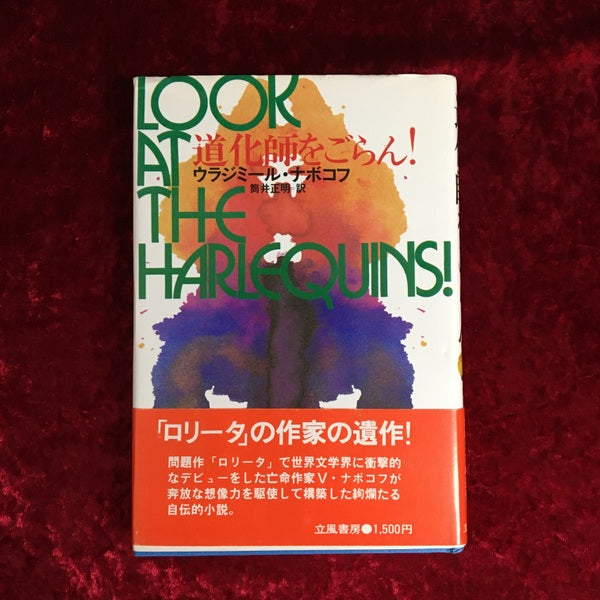 LOOK
AT
THE
HARLEQUINS!
道化師をごらん!
ウラジミール・ナボコフ
筒井正明 訳
「ロリータ」の作家の遺作!
問題作「ロリータ」で世界文学界に衝撃的
なデビューをした亡命作家V・ナボコフが
奔放な想像力を駆使して構築した絢爛たる
自伝的小説。
立風書房●1,500円